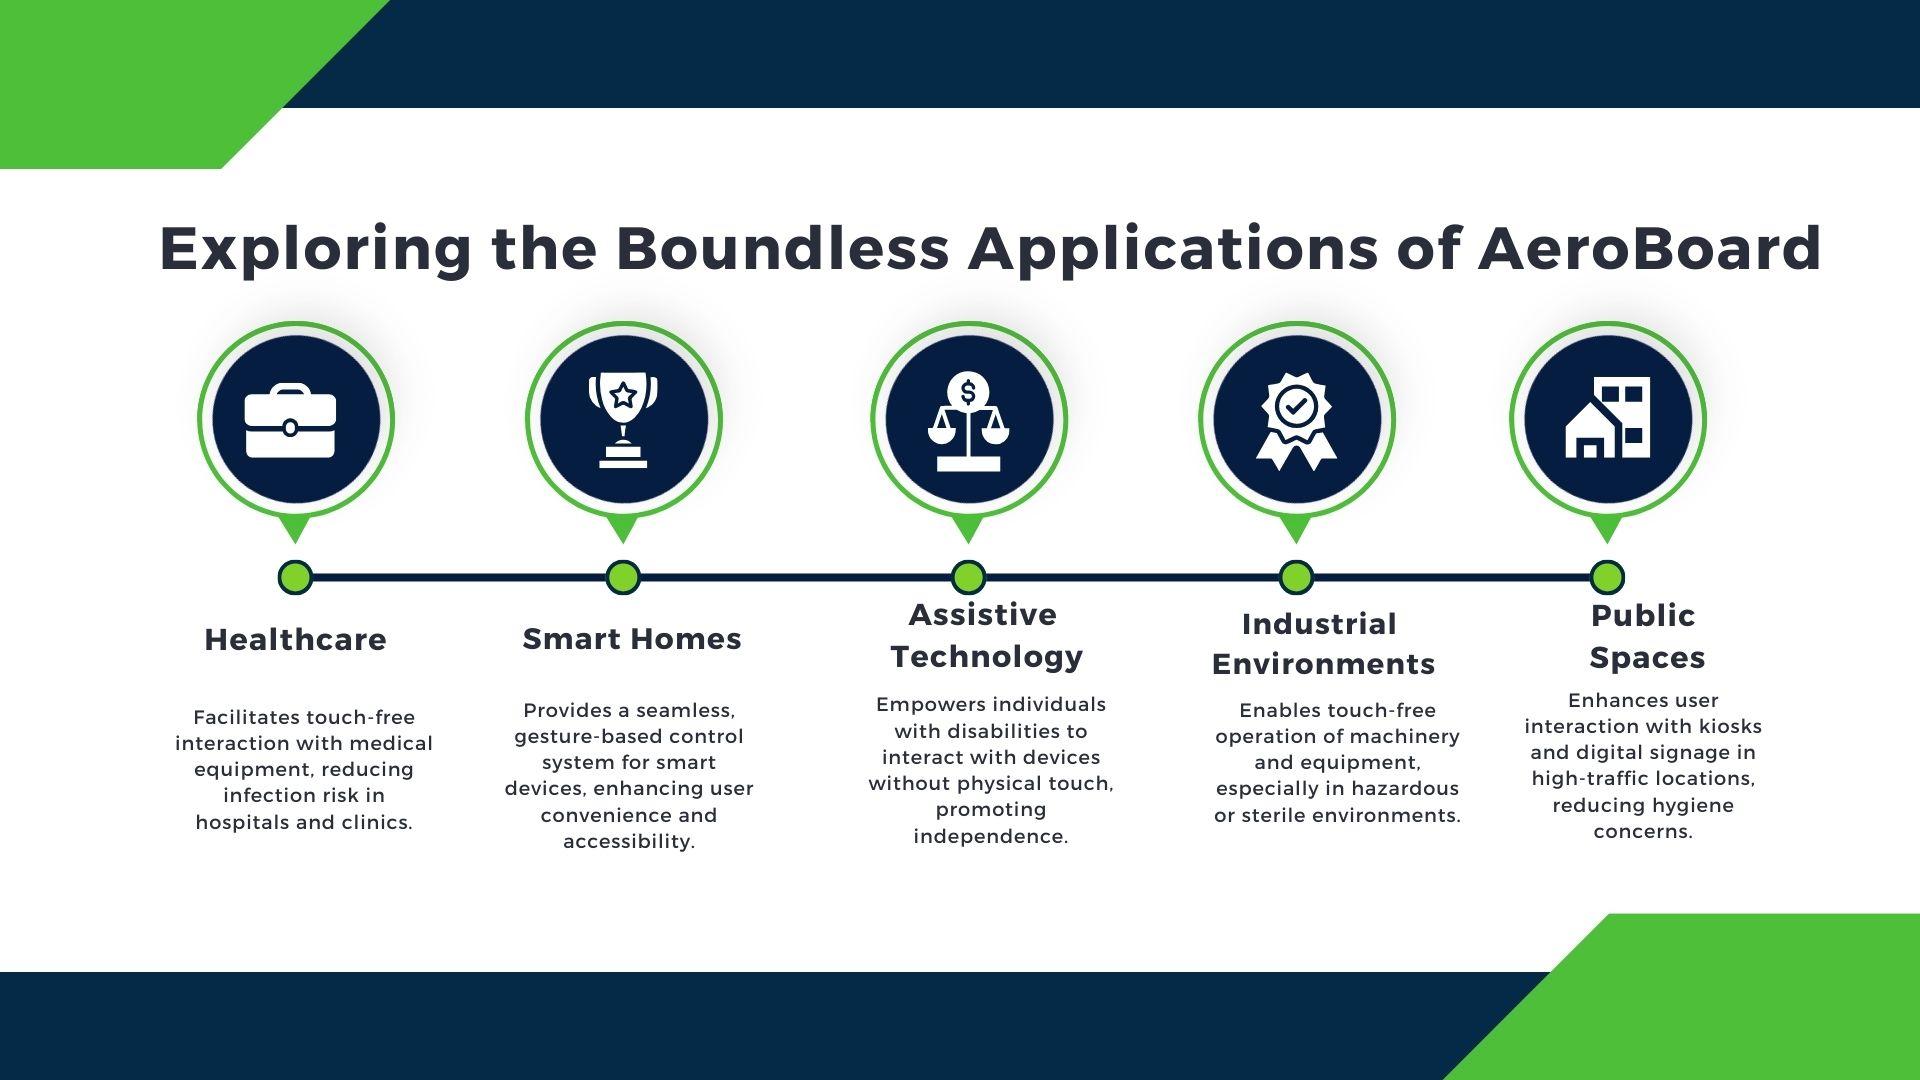 Exploring the Boundless Applications of AeroBoard
$
Healthcare
Facilitates touch-free
interaction with medical
equipment, reducing
infection risk in
hospitals and clinics.
Smart Homes
Provides a seamless,
gesture-based control
system for smart
devices, enhancing user
convenience and
accessibility.
Assistive
Technology
Empowers individuals
with disabilities to
interact with devices
without physical touch,
promoting
independence.
Industrial
Environments
Enables touch-free
operation of machinery
and equipment,
especially in hazardous
or sterile environments.
Public
Spaces
Enhances user
interaction with kiosks
and digital signage in
high-traffic locations,
reducing hygiene
concerns.